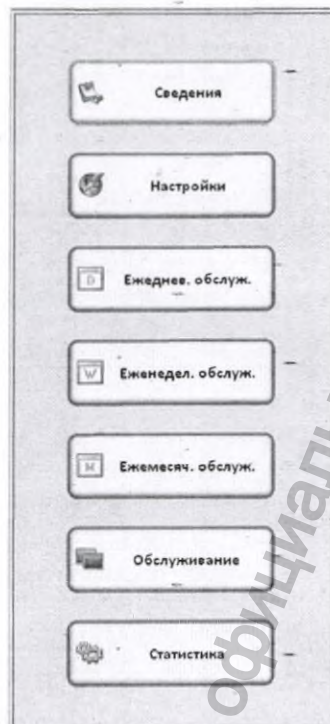 Сведения
Настройки
D
Ежеднев. обслуж.
W
Еженедел. обслуж.
M
Ежемесяч. обслуж.
Обслуживание
Статистика